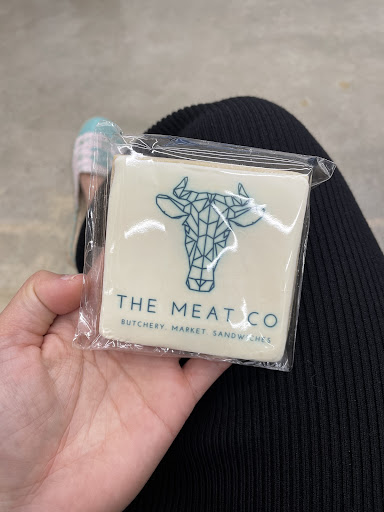 THE MEAT CO
BUTCHERY. MARKET. SANDWICHES